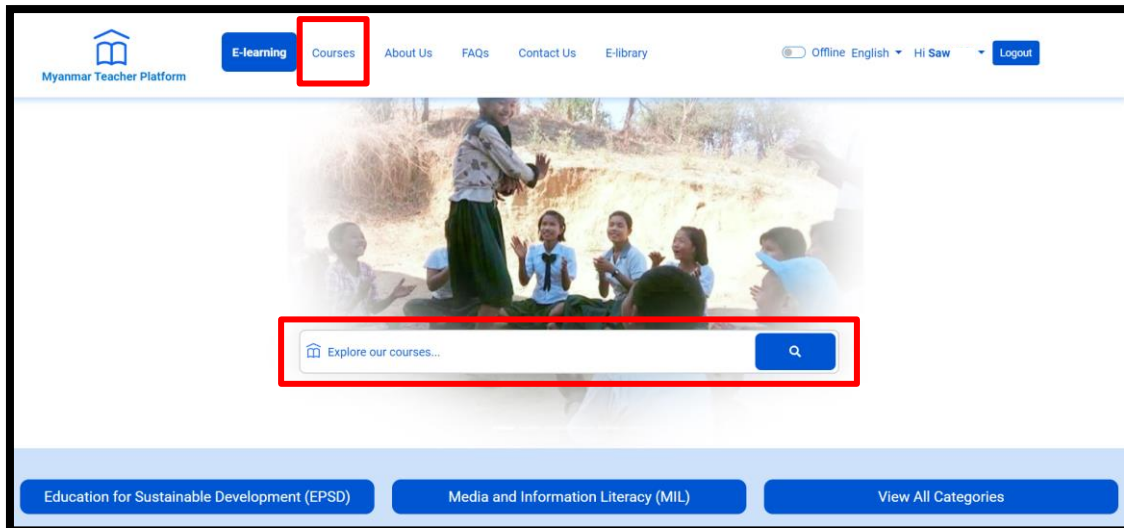 Myanmar Teacher Platform
E-learning Courses About Us FAQs Contact Us E-library Offline English Hi Saw Logout
Explore our courses...
Education for Sustainable Development (EPSD) Media and Information Literacy (MIL) View All Categories